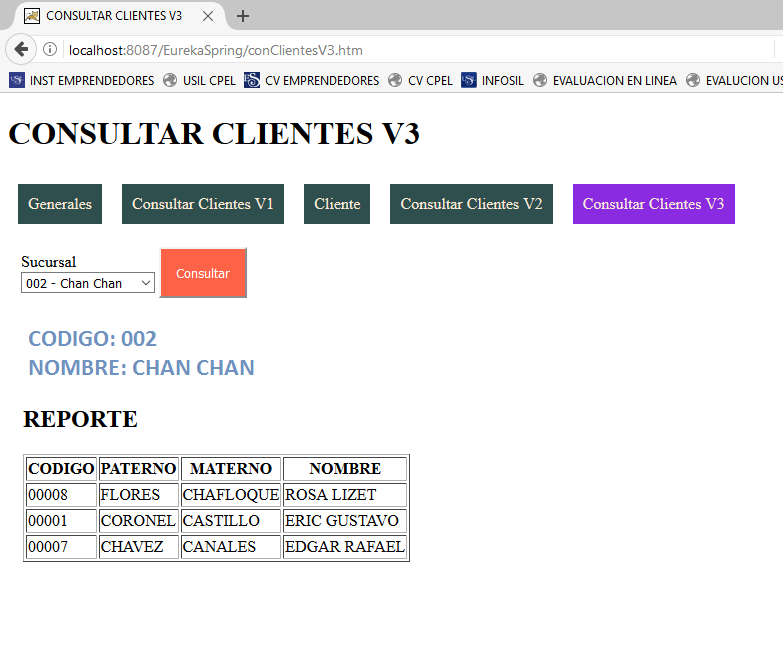 CONSULTAR CLIENTES V3
localhost:8087/EurekaSpring/conClientesV3.htm
INST EMPRENDEDORES USIL CPEL CV EMPRENDEDORES CV CPEL INFOSIL EVALUACION EN LINEA EVALUCION US
CONSULTAR CLIENTES V3
Generales Consultar Clientes V1 Cliente Consultar Clientes V2 Consultar Clientes V3
Sucursal
002 - Chan Chan Consultar
CODIGO: 002
NOMBRE: CHAN CHAN
REPORTE
CODIGO PATERNO MATERNO NOMBRE
00008 FLORES CHAFLOQUE ROSA LIZET
00001 CORONEL CASTILLO ERIC GUSTAVO
00007 CHAVEZ CANALES EDGAR RAFAEL